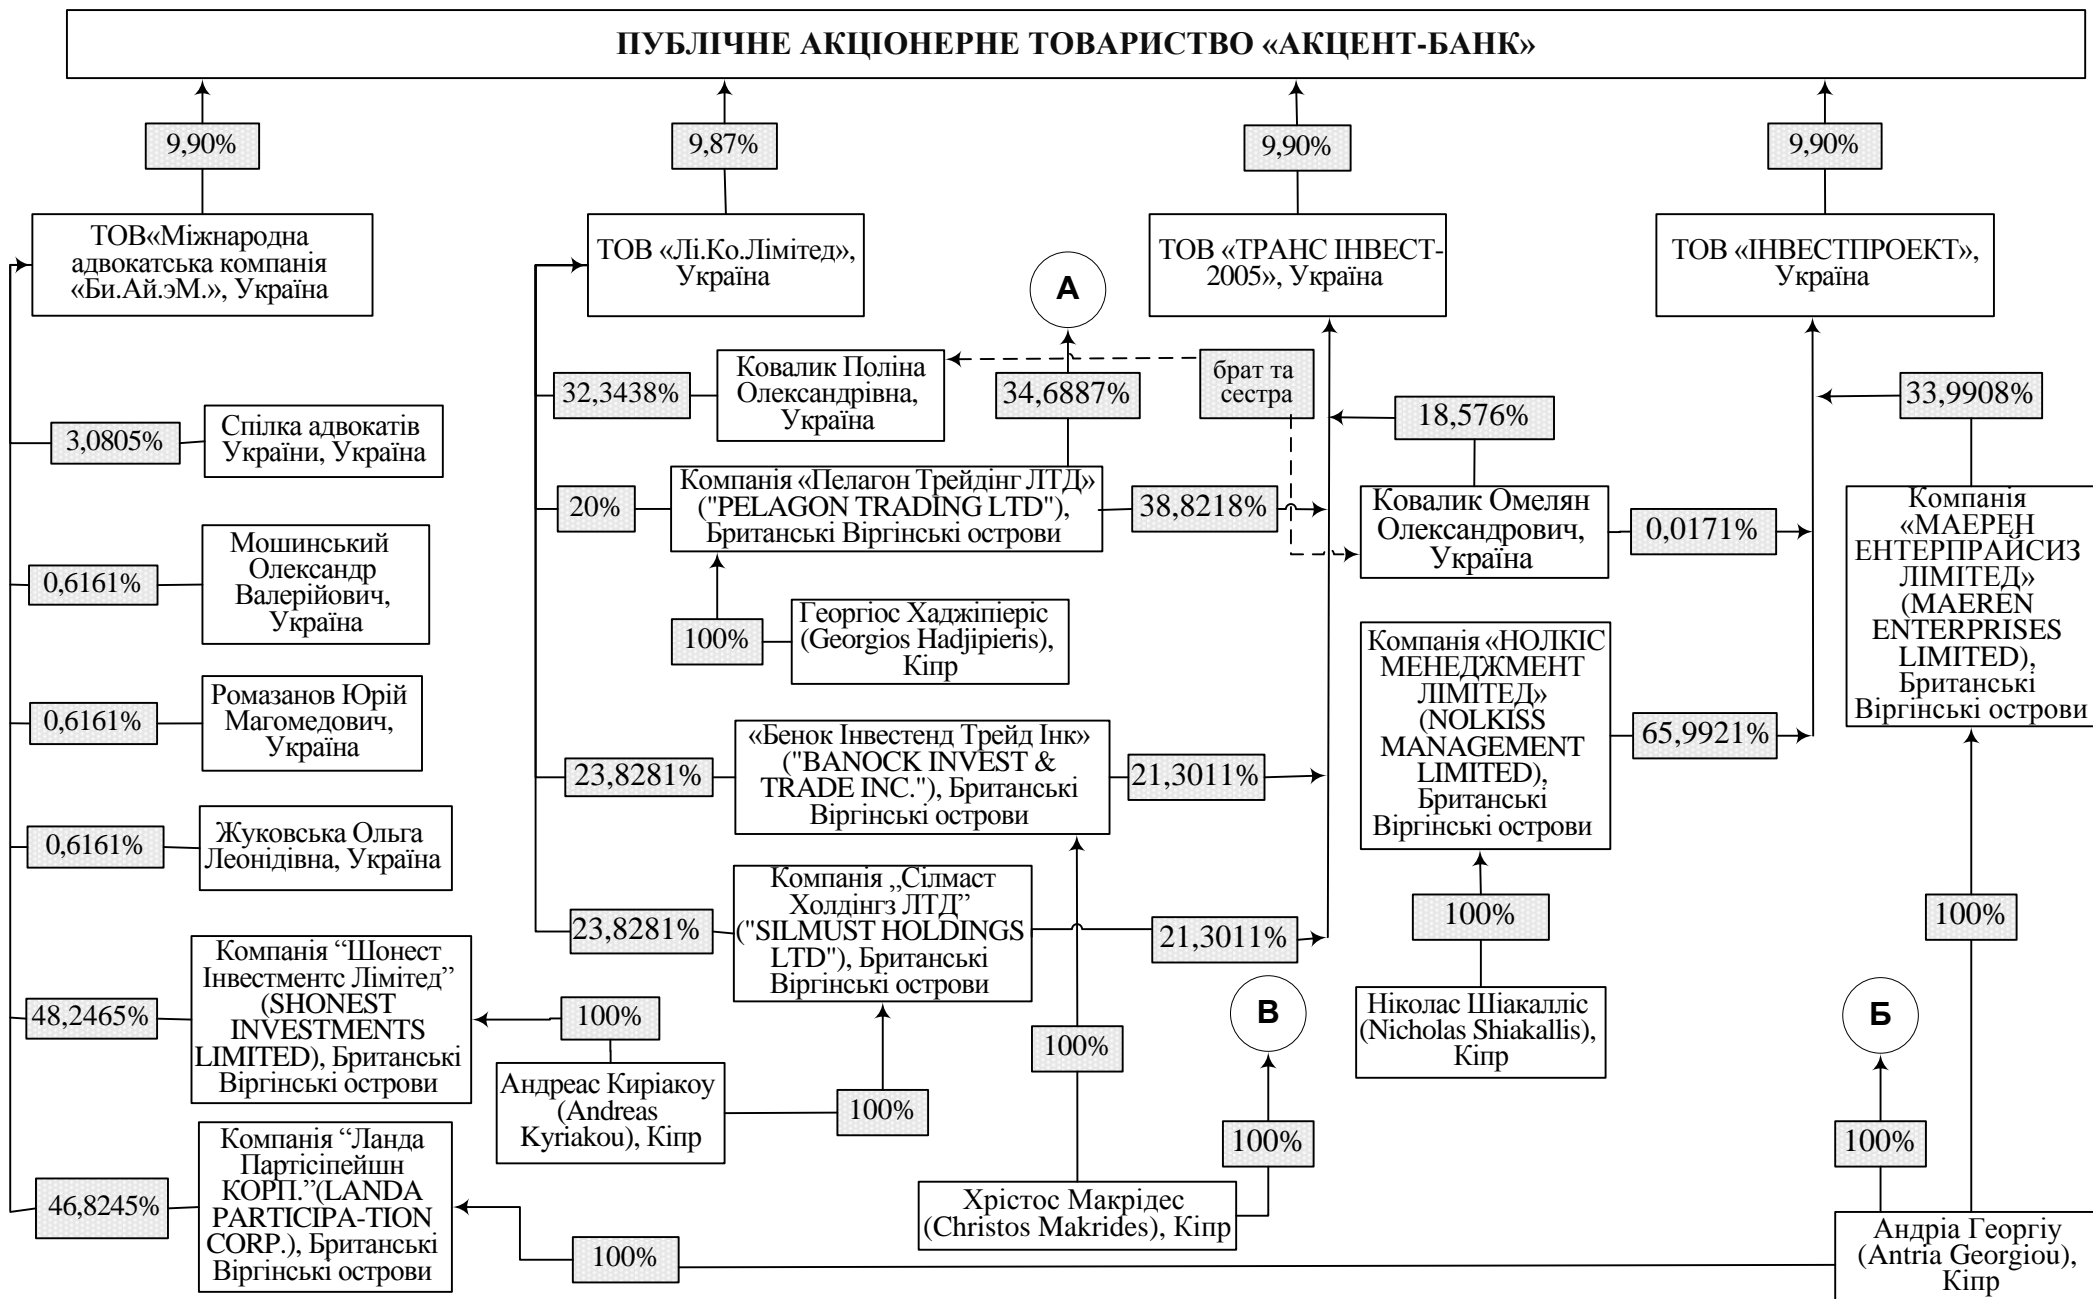 ПУБЛІЧНЕ АКЦІОНЕРНЕ ТОВАРИСТВО «АКЦЕНТ-БАНК»
9,90%
9,87%
9,90%
9,90%
ТОВ«Міжнародна
адвокатська компанія
«Би.Ай.эМ.», Україна
ТОВ «Лі.Ко.Лімітед»,
Україна
А
ТОВ «ТРАНС ІНВЕСТ-
2005», Україна
ТОВ «ІНВЕСТПРОЕКТ»,
Україна
32,3438%
Ковалик Поліна
Олександрівна,
Україна
34,6887%
брат та
сестра
18,576%
33,9908%
3,0805%
Спілка адвокатів
України, Україна
20%
Компанія «Пелагон Трейдінг ЛТД»
("PELAGON TRADING LTD"),
Британські Віргінські острови
38,8218%
Ковалик Омелян
Олександрович,
Україна
0,0171%
Компанія
«МАЕРЕН
ЕНТЕРПРАЙСИЗ
ЛІМІТЕД»
(MAEREN
ENTERPRISES
LIMITED),
Британські
Віргінські острови
0,6161%
Мошинський
Олександр
Валерійович,
Україна
100%
Георгіос Хаджіпіеріс
(Georgios Hadjipieris),
Кіпр
0,6161%
Ромазанов Юрій
Магомедович,
Україна
23,8281%
«Бенок Інвестенд Трейд Інк»
("BANOCK INVEST &
TRADE INC."), Британські
Віргінські острови
21,3011%
Компанія «НОЛКІС
МЕНЕДЖМЕНТ
ЛІМІТЕД»
(NOLKISS
MANAGEMENT
LIMITED),
Британські
Віргінські острови
65,9921%
0,6161%
Жуковська Ольга
Леонідівна, Україна
23,8281%
Компанія „Сілмаст
Холдінгз ЛТД”
("SILMUST HOLDINGS
LTD"), Британські
Віргінські острови
21,3011%
100%
100%
48,2465%
Компанія “Шонест
Інвестментс Лімітед”
(SHONEST
INVESTMENTS
LIMITED), Британські
Віргінські острови
100%
100%
В
Ніколас Шіакалліс
(Nicholas Shiakallis),
Кіпр
Б
Андреас Киріакоу
(Andreas
Kyriakou), Кіпр
100%
100%
100%
46,8245%
Компанія “Ланда
Партісіпейшн
КОРП.”(LANDA
PARTICIPA-TION
CORP.), Британські
Віргінські острови
100%
Хрістос Макрідес
(Christos Makrides), Кіпр
Андріа Георгіу
(Antria Georgiou),
Кіпр